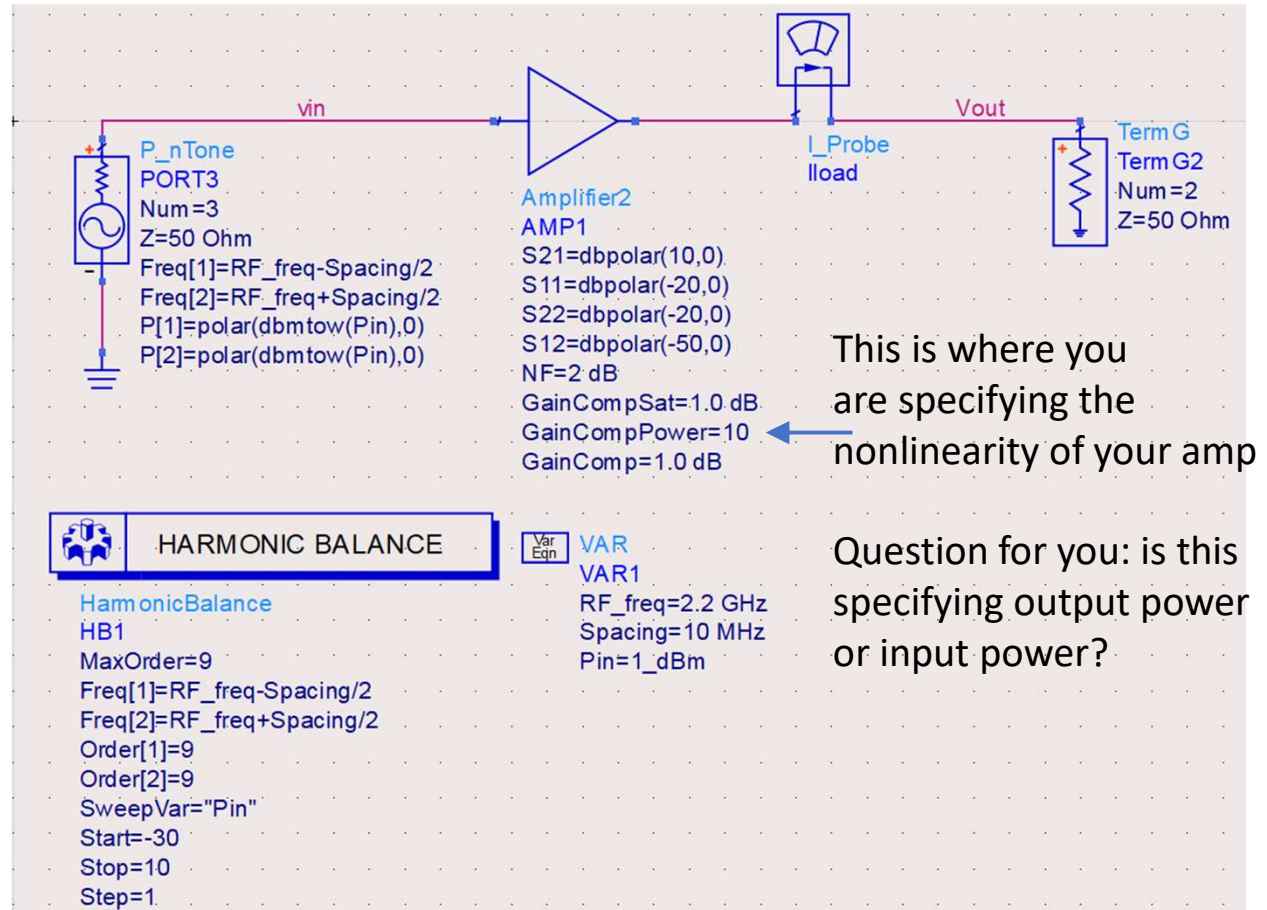 vin
Vout
P_nTone
PORT3
Num=3
Z=50 Ohm
Freq[1]=RF_freq-Spacing/2
Freq[2]=RF_freq+Spacing/2
P[1]=polar(dbmtow(Pin),0)
P[2]=polar(dbmtow(Pin),0)
Amplifier2
AMP1
S21=dbpolar(10,0)
S11=dbpolar(-20,0)
S22=dbpolar(-20,0)
S12=dbpolar(-50,0)
NF=2 dB
GainCompSat=1.0 dB
GainCompPower=10
GainComp=1.0 dB
I_Probe
Iload
TermG
TermG2
Num=2
Z=50 Ohm
This is where you
are specifying the
nonlinearity of your amp
HARMONIC BALANCE
HarmonicBalance
HB1
MaxOrder=9
Freq[1]=RF_freq-Spacing/2
Freq[2]=RF_freq+Spacing/2
Order[1]=9
Order[2]=9
SweepVar="Pin"
Start=-30
Stop=10
Step=1
Var
Eqn
VAR
VAR1
RF_freq=2.2 GHz
Spacing=10 MHz
Pin=1_dBm
Question for you: is this
specifying output power
or input power?